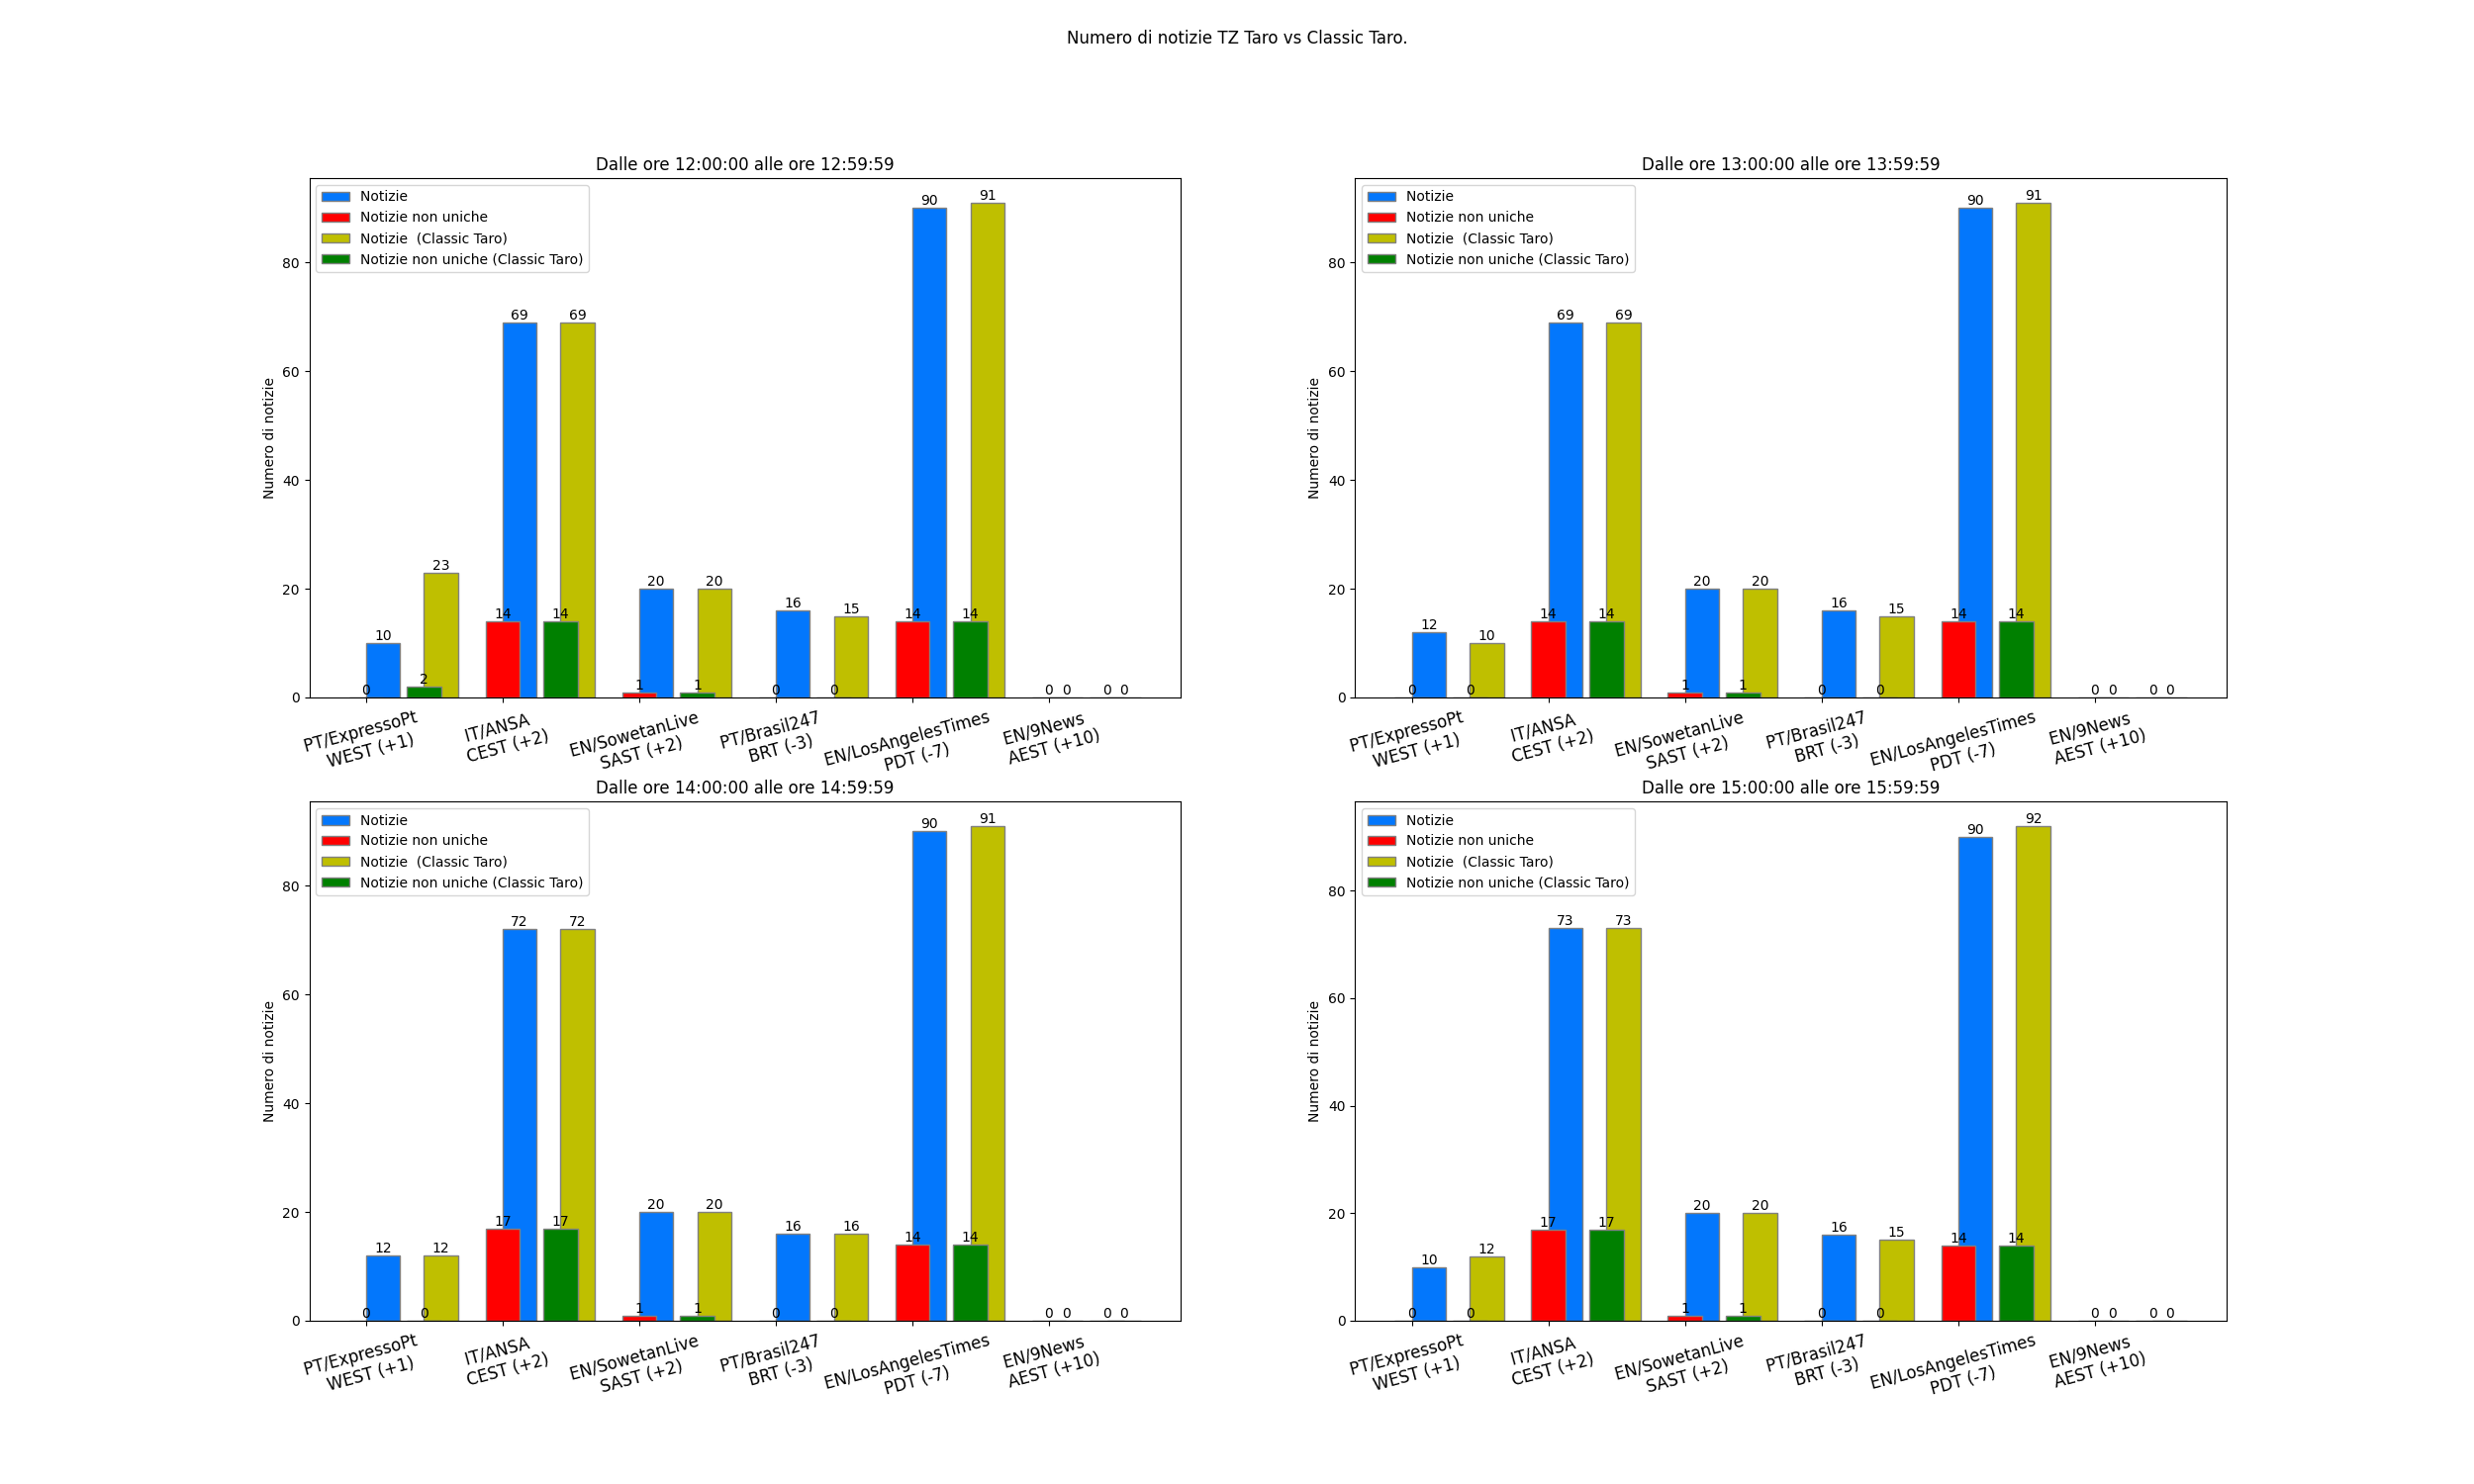 Numero di notizie TZ Taro vs Classic Taro.
Dalle ore 12:00:00 alle ore 12:59:59
Notizie
Notizie non uniche
Notizie  (Classic Taro)
Notizie non uniche (Classic Taro)
Numero di notizie
80
60
40
20
0
10
0
23
2
69
14
69
14
20
1
20
1
16
0
15
0
90
14
91
14
0 0 0 0
PT/ExpressoPt
WEST (+1)
IT/ANSA
CEST (+2)
EN/SowetanLive
SAST (+2)
PT/Brasil247
BRT (-3)
EN/LosAngelesTimes
PDT (-7)
EN/9News
AEST (+10)
Dalle ore 13:00:00 alle ore 13:59:59
Notizie
Notizie non uniche
Notizie  (Classic Taro)
Notizie non uniche (Classic Taro)
Numero di notizie
80
60
40
20
0
12
0
10
0
69
14
69
14
20
1
20
1
16
0
15
0
90
14
91
14
0 0 0 0
PT/ExpressoPt
WEST (+1)
IT/ANSA
CEST (+2)
EN/SowetanLive
SAST (+2)
PT/Brasil247
BRT (-3)
EN/LosAngelesTimes
PDT (-7)
EN/9News
AEST (+10)
Dalle ore 14:00:00 alle ore 14:59:59
Notizie
Notizie non uniche
Notizie  (Classic Taro)
Notizie non uniche (Classic Taro)
Numero di notizie
80
60
40
20
0
12
0
12
0
72
17
72
17
20
1
20
1
16
0
16
0
90
14
91
14
0 0 0 0
PT/ExpressoPt
WEST (+1)
IT/ANSA
CEST (+2)
EN/SowetanLive
SAST (+2)
PT/Brasil247
BRT (-3)
EN/LosAngelesTimes
PDT (-7)
EN/9News
AEST (+10)
Dalle ore 15:00:00 alle ore 15:59:59
Notizie
Notizie non uniche
Notizie  (Classic Taro)
Notizie non uniche (Classic Taro)
Numero di notizie
80
60
40
20
0
10
0
12
0
73
17
73
17
20
1
20
1
16
0
15
0
90
14
92
14
0 0 0 0
PT/ExpressoPt
WEST (+1)
IT/ANSA
CEST (+2)
EN/SowetanLive
SAST (+2)
PT/Brasil247
BRT (-3)
EN/LosAngelesTimes
PDT (-7)
EN/9News
AEST (+10)